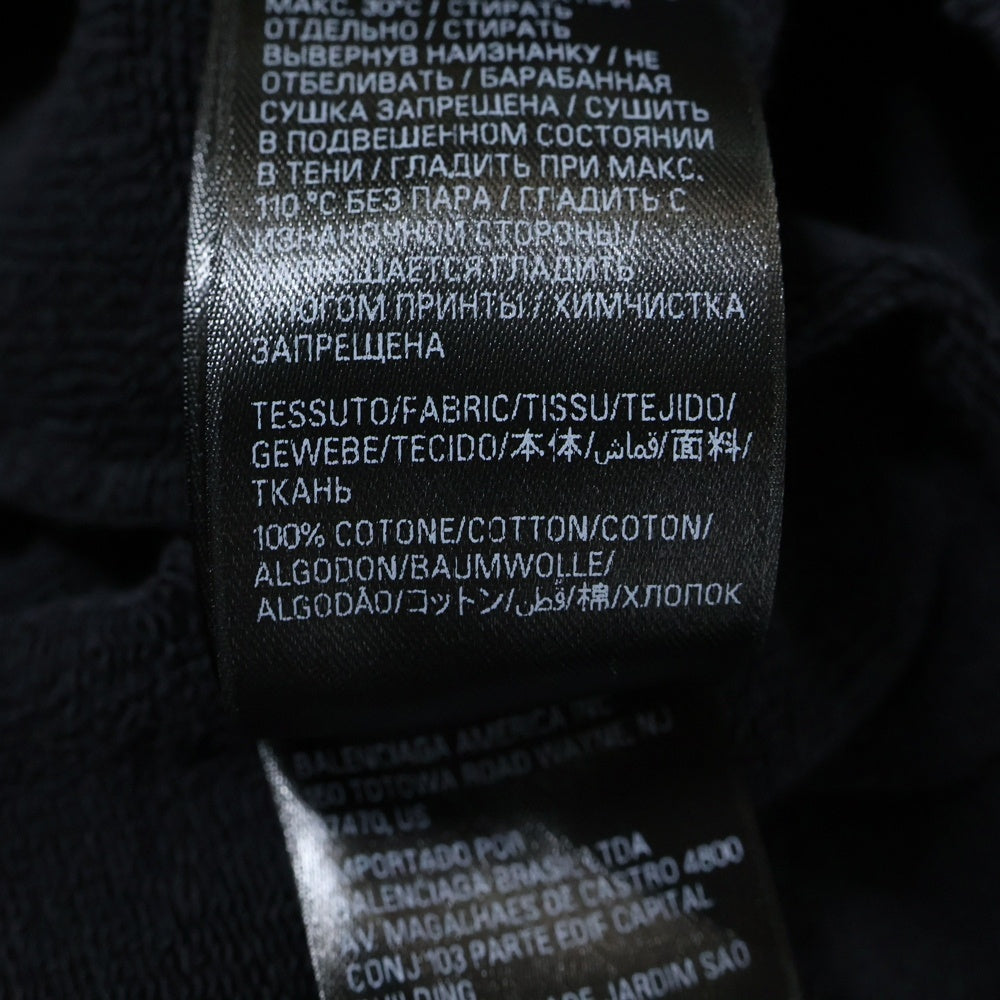 МАКС. 30°C / СТИРАТЬ
ОТДЕЛЬНО / СТИРАТЬ
ВЫВЕРНУВ НАИЗНАНКУ / НЕ
ОТБЕЛИВАТЬ / БАРАБАННАЯ
СУШКА ЗАПРЕЩЕНА / СУШИТЬ
В ПОДВЕШЕННОМ СОСТОЯНИИ
В ТЕНИ / ГЛАДИТЬ ПРИ МАКС.
110 °C БЕЗ ПАРА / ГЛАДИТЬ С
ИЗНАНОЧНОЙ СТОРОНЫ /
ГЛАДИТЬ
ПРИНТЫ / ХИМЧИСТКА
ЗАПРЕЩЕНА
TESSUTO/FABRIC/TISSU/TEJIDO/
GEWEBE/TECIDO/本体/قماش/面料/
ТКАНЬ
100% COTONE/COTTON/COTON/
ALGODON/BAUMWOLLE/
ALGODÃO/コットン/قطن/棉/ХЛОПОК
BALENCIAGA AMERICA
TOTOWA ROAD WAYNE, NJ
US
POR
BALENCIAGA BRASIL LTDA
AV. MAGALHAES DE CASTRO 4800
CONJ 103 PARTE EDIF CAPITAL
BUILDING JARDIM SAO